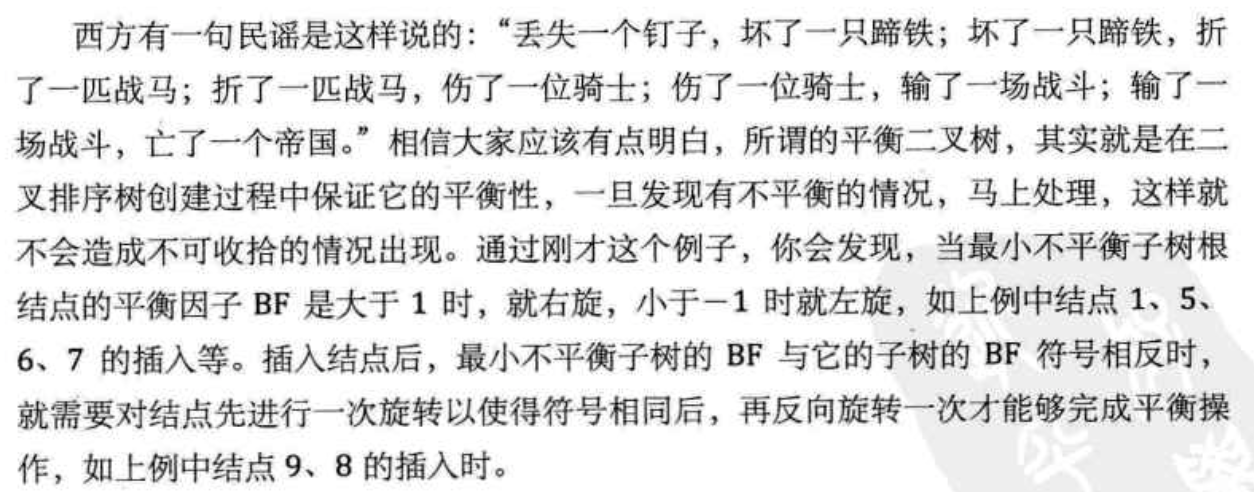 西方有一句民谣是这样说的：“丢失一个钉子，坏了一只蹄铁；坏了一只蹄铁，折
了一匹战马；折了一匹战马，伤了一位骑士；伤了一位骑士，输了一场战斗；输了一
场战斗，亡了一个帝国。”相信大家应该有点明白，所谓的平衡二叉树，其实就是在二
叉排序树创建过程中保证它的平衡性，一旦发现有不平衡的情况，马上处理，这样就
不会造成不可收拾的情况出现。通过刚才这个例子，你会发现，当最小不平衡子树根
结点的平衡因子 BF 是大于 1 时，就右旋，小于－1 时就左旋，如上例中结点 1、5、
6、7 的插入等。插入结点后，最小不平衡子树的 BF 与它的子树的 BF 符号相反时，
就需要对结点先进行一次旋转以使得符号相同后，再反向旋转一次才能够完成平衡操
作，如上例中结点 9、8 的插入时。